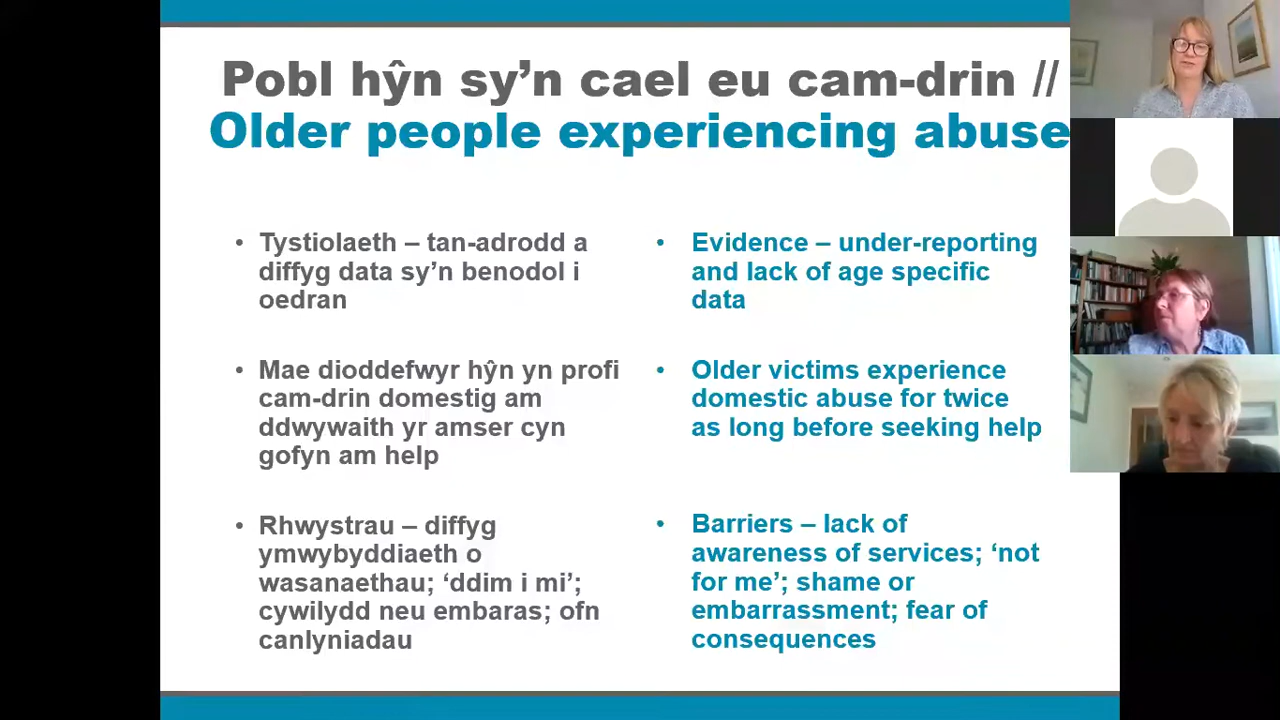 Pobl hŷn sy’n cael eu cam-drin //
Older people experiencing abuse
• Tystiolaeth – tan-adrodd a
diffyg data sy’n benodol i
oedran
• Mae dioddefwyr hŷn yn profi
cam-drin domestig am
ddwywaith yr amser cyn
gofyn am help
• Rhwystrau – diffyg
ymwybyddiaeth o
wasanaethau; ‘ddim i mi’;
cywilydd neu embaras; ofn
canlyniadau
• Evidence – under-reporting
and lack of age specific
data
• Older victims experience
domestic abuse for twice
as long before seeking help
• Barriers – lack of
awareness of services; ‘not
for me’; shame or
embarrassment; fear of
consequences